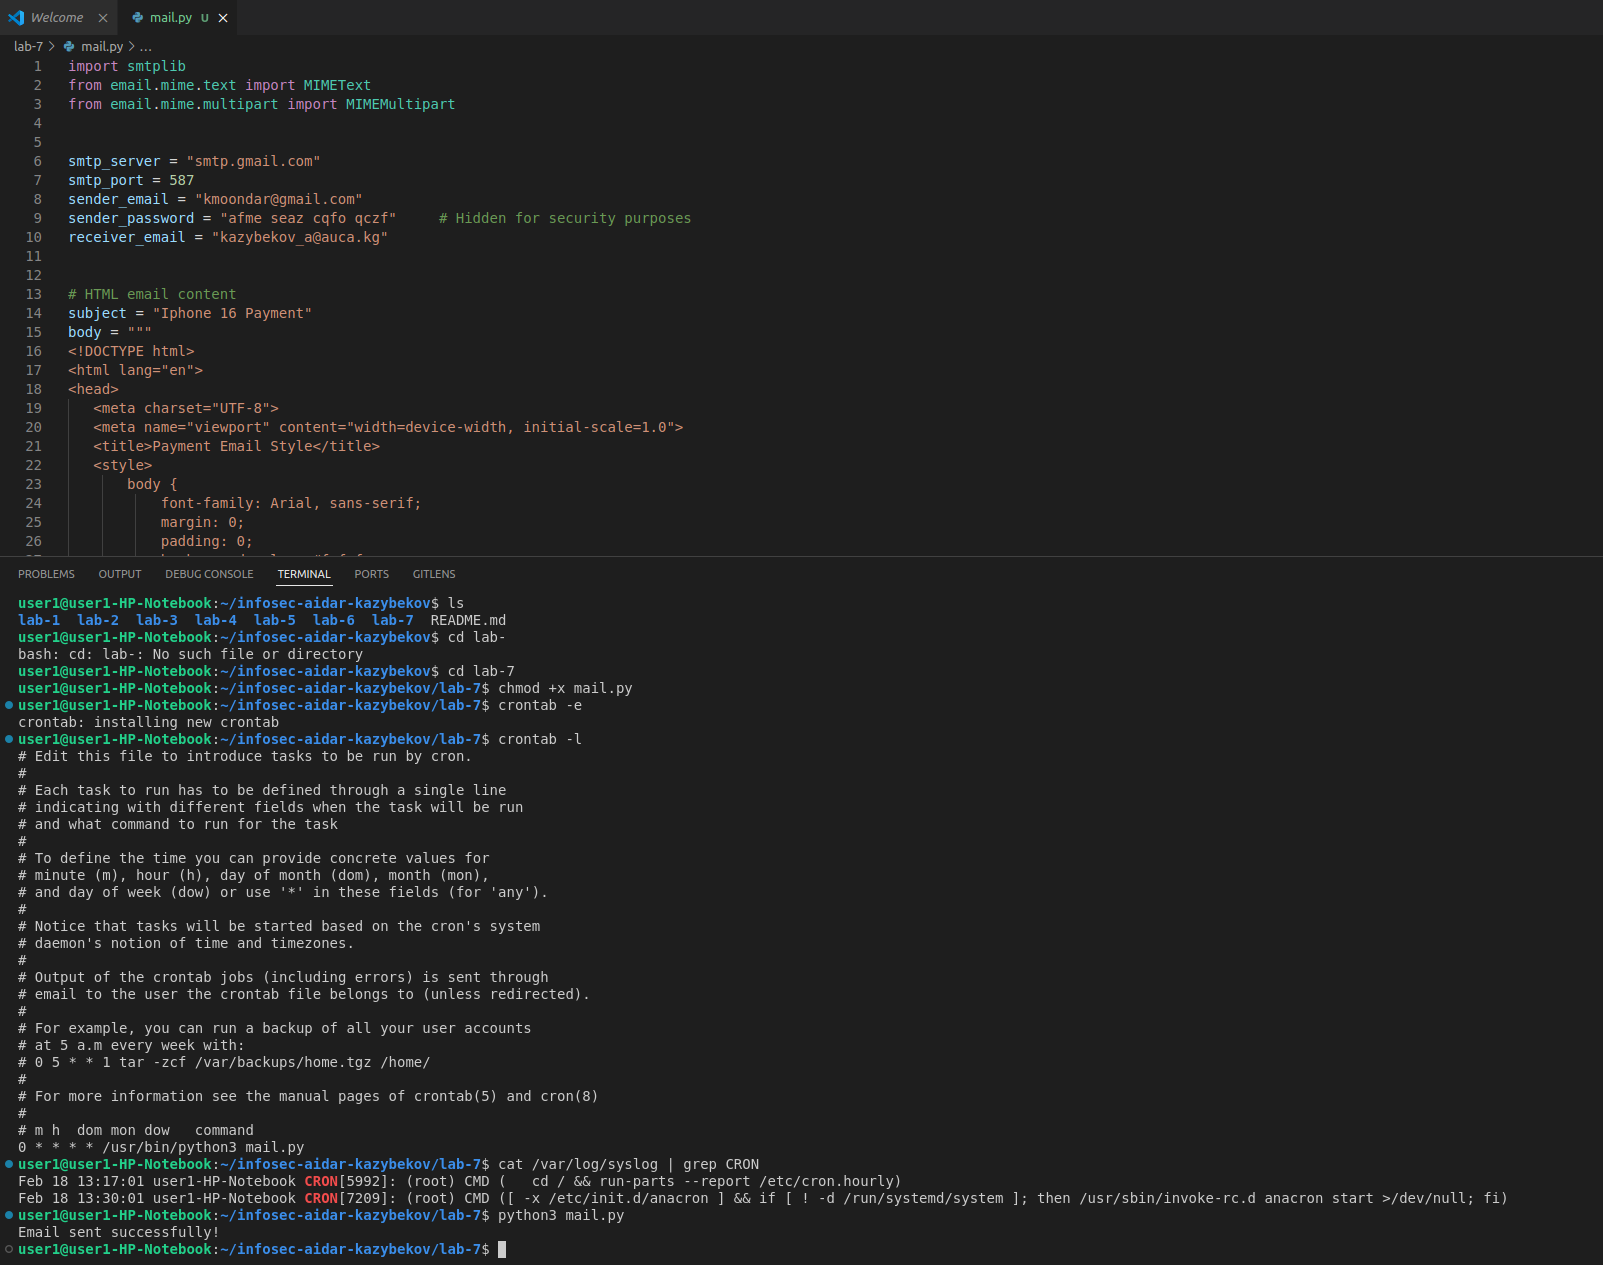 Welcome
mail.py U
lab-7 > mail.py > ...
1 import smtplib
2 from email.mime.text import MIMEText
3 from email.mime.multipart import MIMEMultipart
4
5
6 smtp_server = "smtp.gmail.com"
7 smtp_port = 587
8 sender_email = "kmoondar@gmail.com"
9 sender_password = "afme seaz cqfo qczf" # Hidden for security purposes
10 receiver_email = "kazybekov_a@auca.kg"
11
12
13 # HTML email content
14 subject = "Iphone 16 Payment"
15 body = """
16 <!DOCTYPE html>
17 <html lang="en">
18 <head>
19 <meta charset="UTF-8">
20 <meta name="viewport" content="width=device-width, initial-scale=1.0">
21 <title>Payment Email Style</title>
22 <style>
23 body {
24 font-family: Arial, sans-serif;
25 margin: 0;
26 padding: 0;
PROBLEMS OUTPUT DEBUG CONSOLE TERMINAL PORTS GITLENS
user1@user1-HP-Notebook:~/infosec-aidar-kazybekov$ ls
lab-1 lab-2 lab-3 lab-4 lab-5 lab-6 lab-7 README.md
user1@user1-HP-Notebook:~/infosec-aidar-kazybekov$ cd lab-
bash: cd: lab-: No such file or directory
user1@user1-HP-Notebook:~/infosec-aidar-kazybekov$ cd lab-7
user1@user1-HP-Notebook:~/infosec-aidar-kazybekov/lab-7$ chmod +x mail.py
user1@user1-HP-Notebook:~/infosec-aidar-kazybekov/lab-7$ crontab -e
crontab: installing new crontab
user1@user1-HP-Notebook:~/infosec-aidar-kazybekov/lab-7$ crontab -l
# Edit this file to introduce tasks to be run by cron.
#
# Each task to run has to be defined through a single line
# indicating with different fields when the task will be run
# and what command to run for the task
#
# To define the time you can provide concrete values for
# minute (m), hour (h), day of month (dom), month (mon),
# and day of week (dow) or use '*' in these fields (for 'any').
#
# Notice that tasks will be started based on the cron's system
# daemon's notion of time and timezones.
#
# Output of the crontab jobs (including errors) is sent through
# email to the user the crontab file belongs to (unless redirected).
#
# For example, you can run a backup of all your user accounts
# at 5 a.m every week with:
# 0 5 * * 1 tar -zcf /var/backups/home.tgz /home/
#
# For more information see the manual pages of crontab(5) and cron(8)
#
# m h  dom mon dow   command
0 * * * * /usr/bin/python3 mail.py
user1@user1-HP-Notebook:~/infosec-aidar-kazybekov/lab-7$ cat /var/log/syslog | grep CRON
Feb 18 13:17:01 user1-HP-Notebook CRON[5992]: (root) CMD (   cd / && run-parts --report /etc/cron.hourly)
Feb 18 13:30:01 user1-HP-Notebook CRON[7209]: (root) CMD ([ -x /etc/init.d/anacron ] && if [ ! -d /run/systemd/system ]; then /usr/sbin/invoke-rc.d anacron start >/dev/null; fi)
user1@user1-HP-Notebook:~/infosec-aidar-kazybekov/lab-7$ python3 mail.py
Email sent successfully!
user1@user1-HP-Notebook:~/infosec-aidar-kazybekov/lab-7$